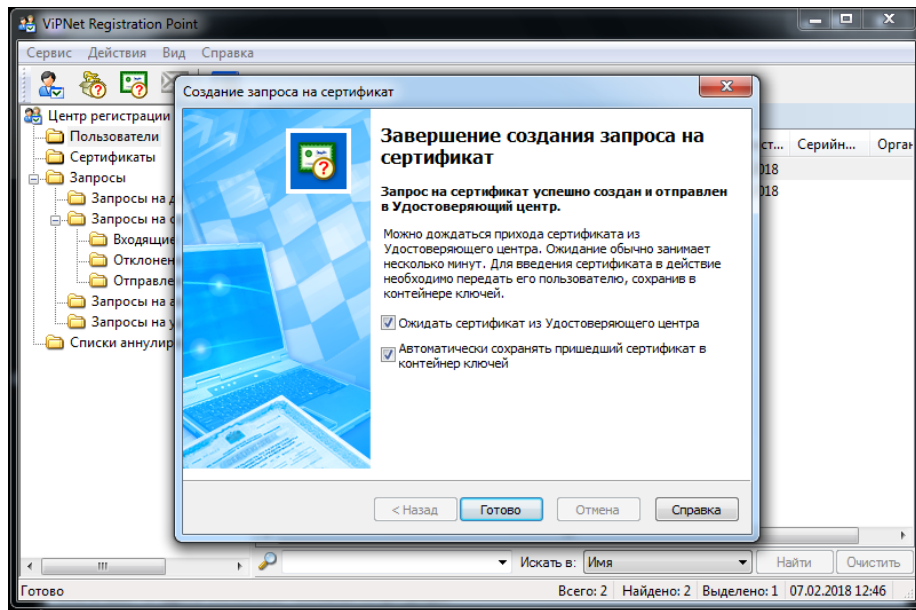 ViPNet Registration Point
Сервис Действия Вид Справка
Создание запроса на сертификат
Центр регистрации
Пользователи
Сертификаты
Запросы
Запросы на
Запросы на
Входящие
Запросы на
Запросы на
Списки
ст... Серийн... Орган
018
018
Завершение создания запроса на
сертификат
Запрос на сертификат успешно создан и отправлен
в Удостоверяющий центр.
Можно дождаться прихода сертификата из
Удостоверяющего центра. Ожидание обычно занимает
несколько минут. Для введения сертификата в действие
необходимо передать его пользователю, сохранив в
контейнере ключей.
Ожидать сертификат из Удостоверяющего центра
Автоматически сохранять пришедший сертификат в
контейнер ключей
< Назад Готово Отмена Справка
Искать в: Имя Найти Очистить
Готово Всего: 2 Найдено: 2 Выделено: 1 07.02.2018 12:46